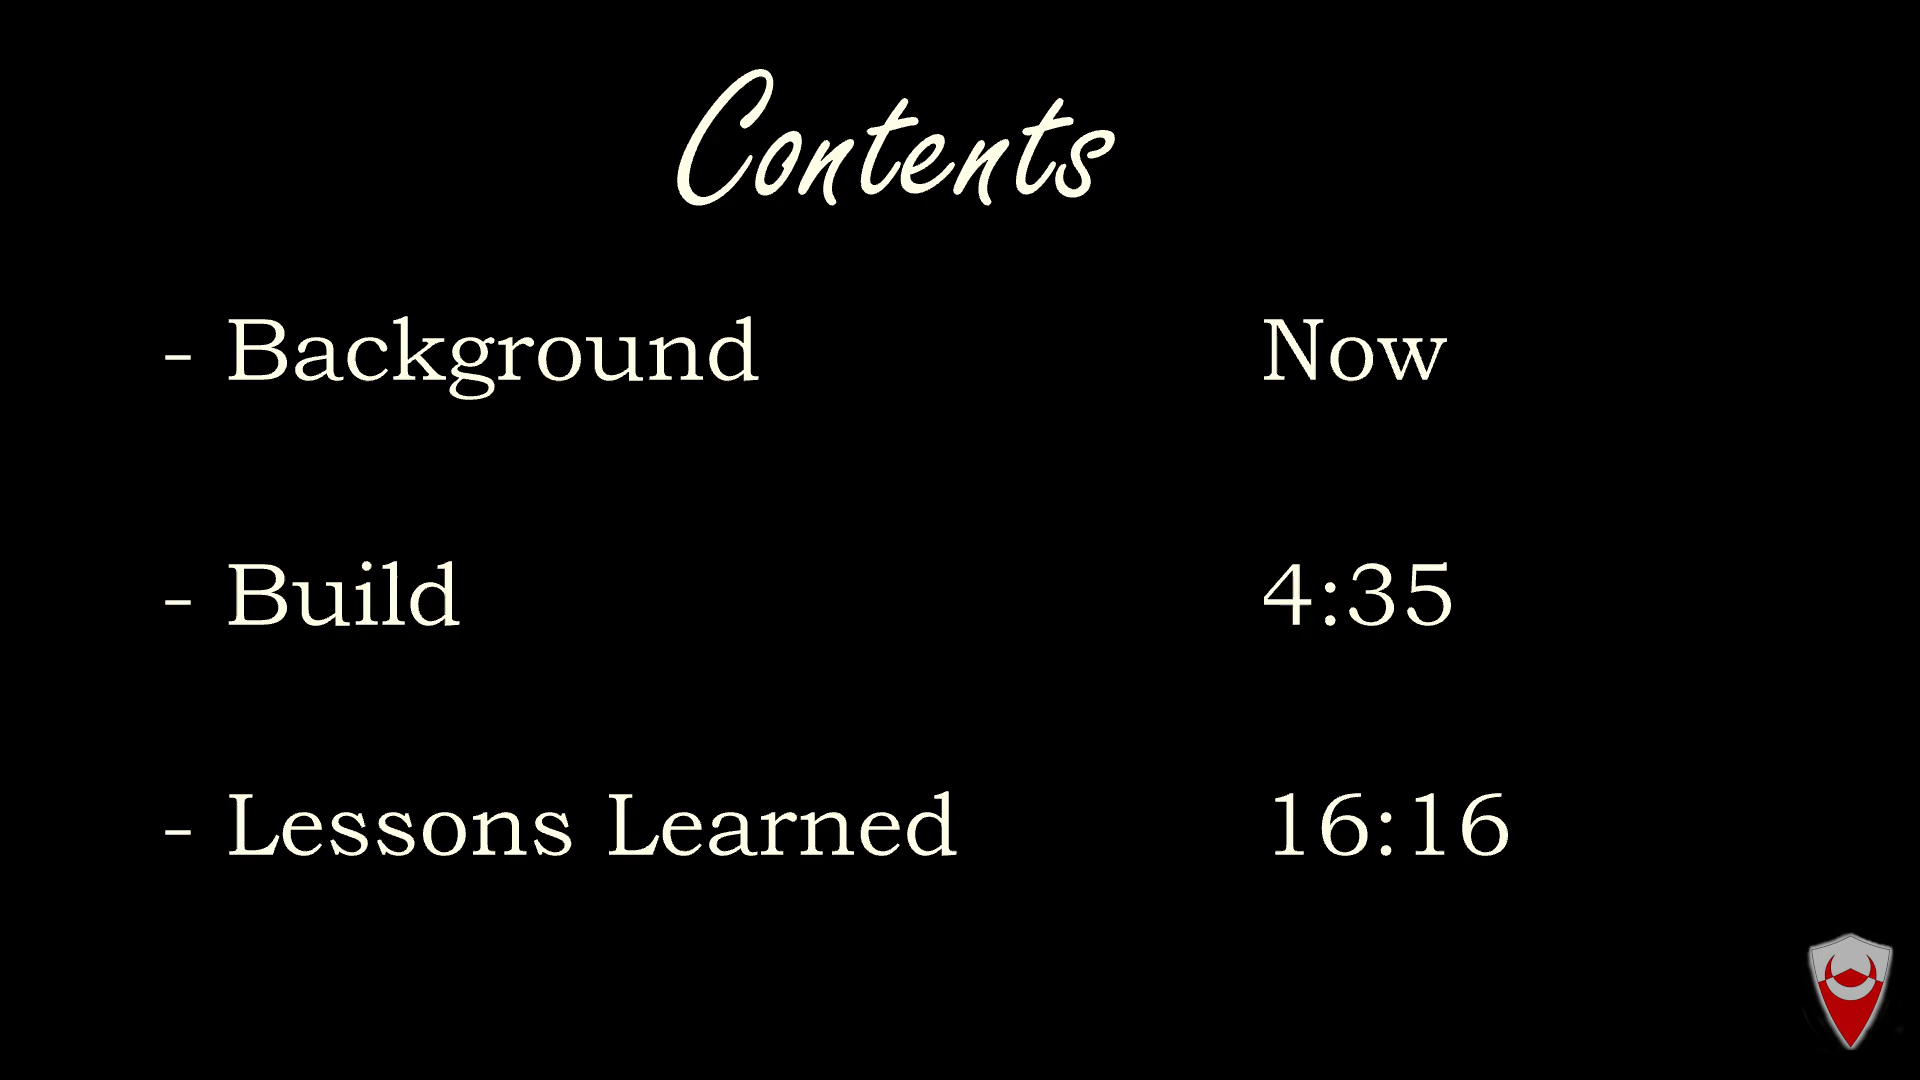 Contents
- Background Now
- Build 4:35
- Lessons Learned 16:16